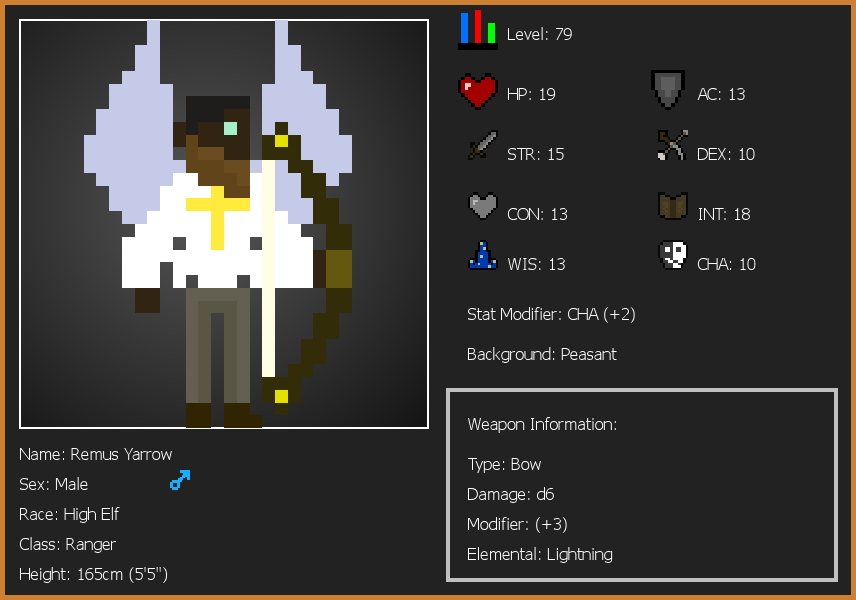 Level: 79
HP: 19
AC: 13
STR: 15
DEX: 10
CON: 13
INT: 18
WIS: 13
CHA: 10
Stat Modifier: CHA (+2)
Background: Peasant
Weapon Information:
Type: Bow
Damage: d6
Modifier: (+3)
Elemental: Lightning
Name: Remus Yarrow
Sex: Male
Race: High Elf
Class: Ranger
Height: 165cm (5'5")